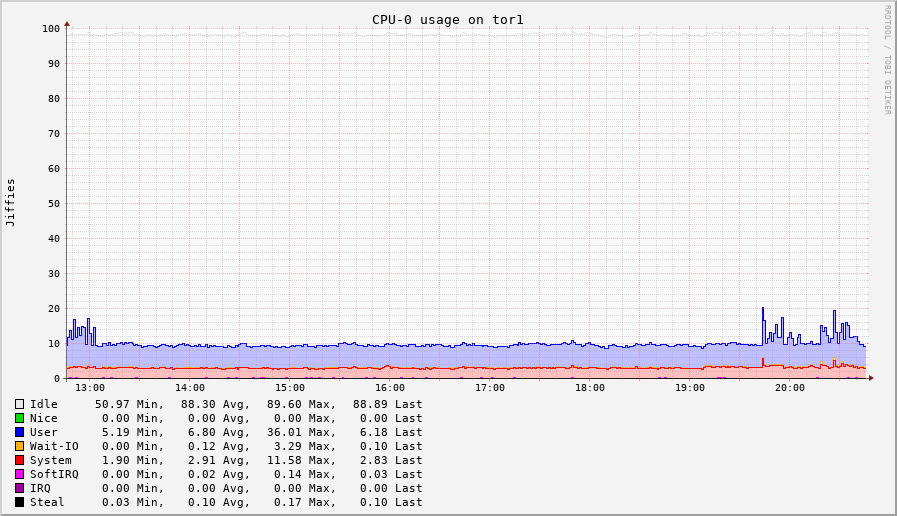 CPU-0 usage on tor1
RRDTOOL / TOBI OETIKER
Jiffies
100
90
80
70
60
50
40
30
20
10
0
13:00 14:00 15:00 16:00 17:00 18:00 19:00 20:00
Idle 50.97 Min, 88.30 Avg, 89.60 Max, 88.89 Last
Nice 0.00 Min, 0.00 Avg, 0.00 Max, 0.00 Last
User 5.19 Min, 6.80 Avg, 36.01 Max, 6.18 Last
Wait-IO 0.00 Min, 0.12 Avg, 3.29 Max, 0.10 Last
System 1.90 Min, 2.91 Avg, 11.58 Max, 2.83 Last
SoftIRQ 0.00 Min, 0.02 Avg, 0.14 Max, 0.03 Last
IRQ 0.00 Min, 0.00 Avg, 0.00 Max, 0.00 Last
Steal 0.03 Min, 0.10 Avg, 0.17 Max, 0.10 Last